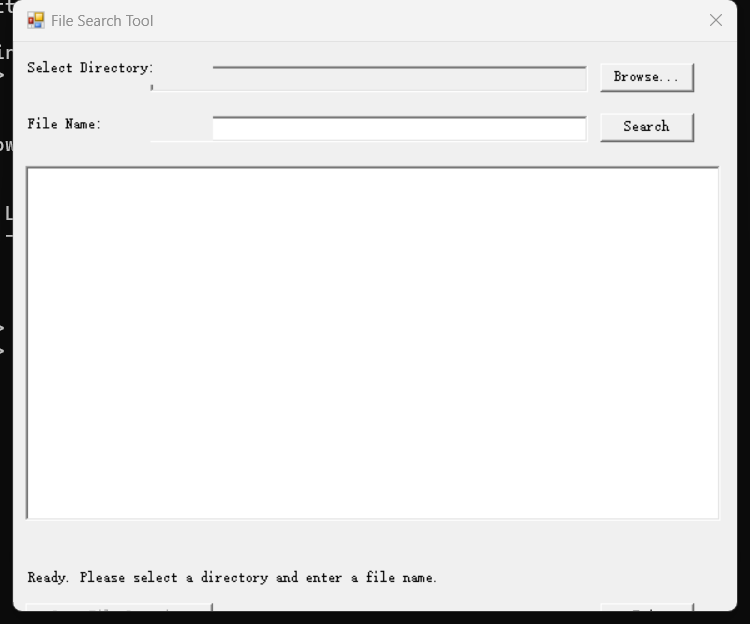 File Search Tool
Select Directory:
Browse...
File Name:
Search
Ready. Please select a directory and enter a file name.